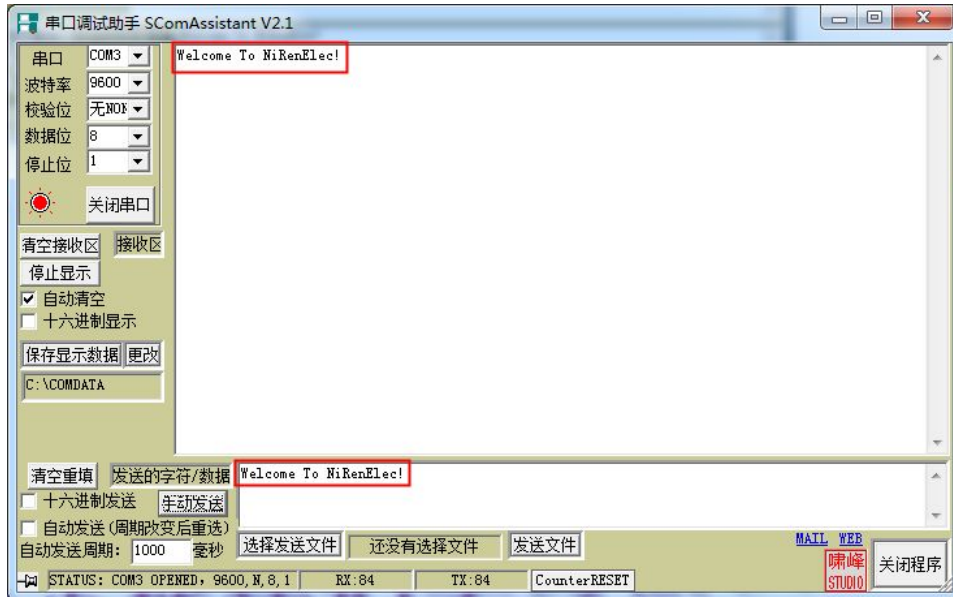 串口调试助手 SComAssistant V2.1
串口 COM3
波特率 9600
校验位 无NON
数据位 8
停止位 1
关闭串口
清空接收区 接收区
停止显示
自动清空
十六进制显示
保存显示数据 更改
C:\COMDATA
Welcome To NiRenElec!
清空重填 发送的字符/数据
Welcome To NiRenElec!
十六进制发送 手动发送
自动发送(周期改变后重选)
自动发送周期: 1000 毫秒
选择发送文件 还没有选择文件 发送文件
MAIL WEB
啸峰
STUDIO
关闭程序
STATUS: COM3 OPENED, 9600,N,8,1 RX:84 TX:84 CounterRESET